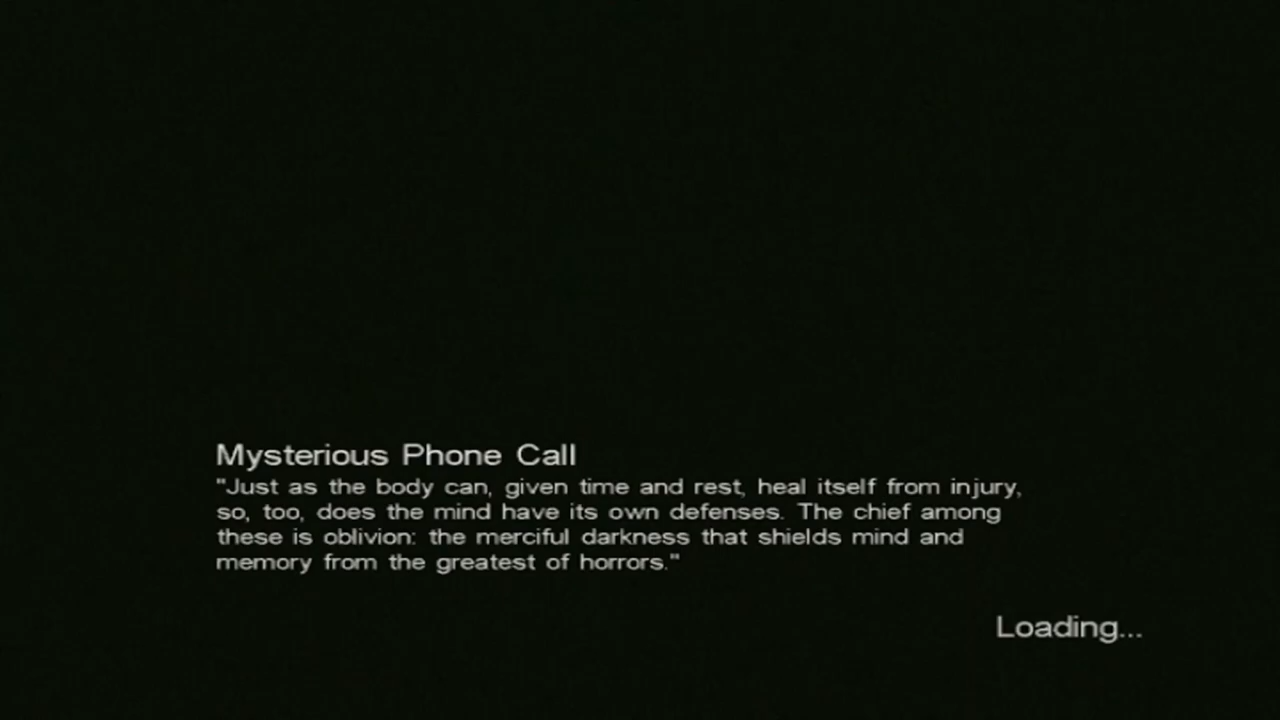 Mysterious Phone Call
"Just as the body can, given time and rest, heal itself from injury,
so, too, does the mind have its own defenses. The chief among
these is oblivion: the merciful darkness that shields mind and
memory from the greatest of horrors."
Loading...